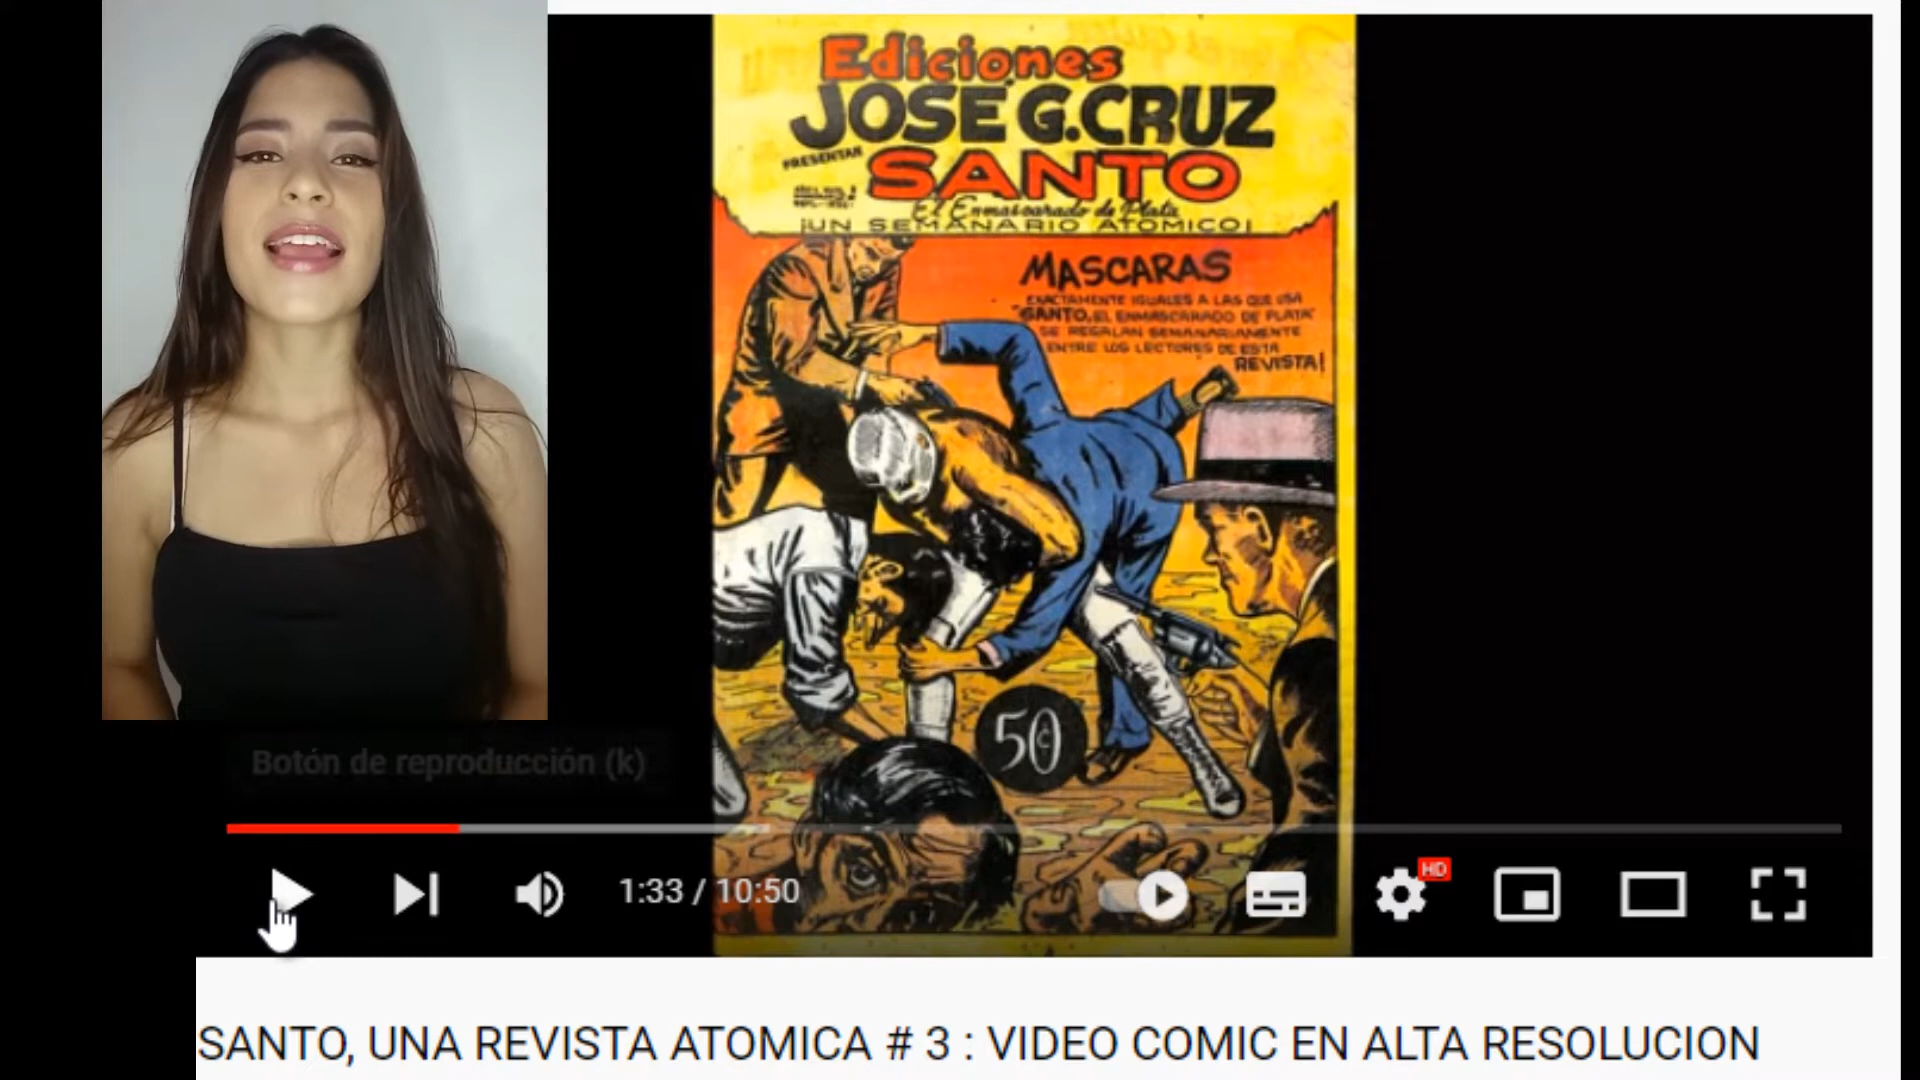 Ediciones
JOSE G. CRUZ
PRESENTAN
SANTO
El Enmascarado de Plata
¡UN SEMANARIO ATOMICO!
MASCARAS
EXACTAMENTE IGUALES A LAS QUE USA
"SANTO, EL ENMASCARADO DE PLATA"
SE REGALAN SEMANARIAMENTE
ENTRE LOS LECTORES DE ESTA
REVISTA!
50¢
Botón de reproducción (k)
1:33 / 10:50
HD
SANTO, UNA REVISTA ATOMICA # 3 : VIDEO COMIC EN ALTA RESOLUCION